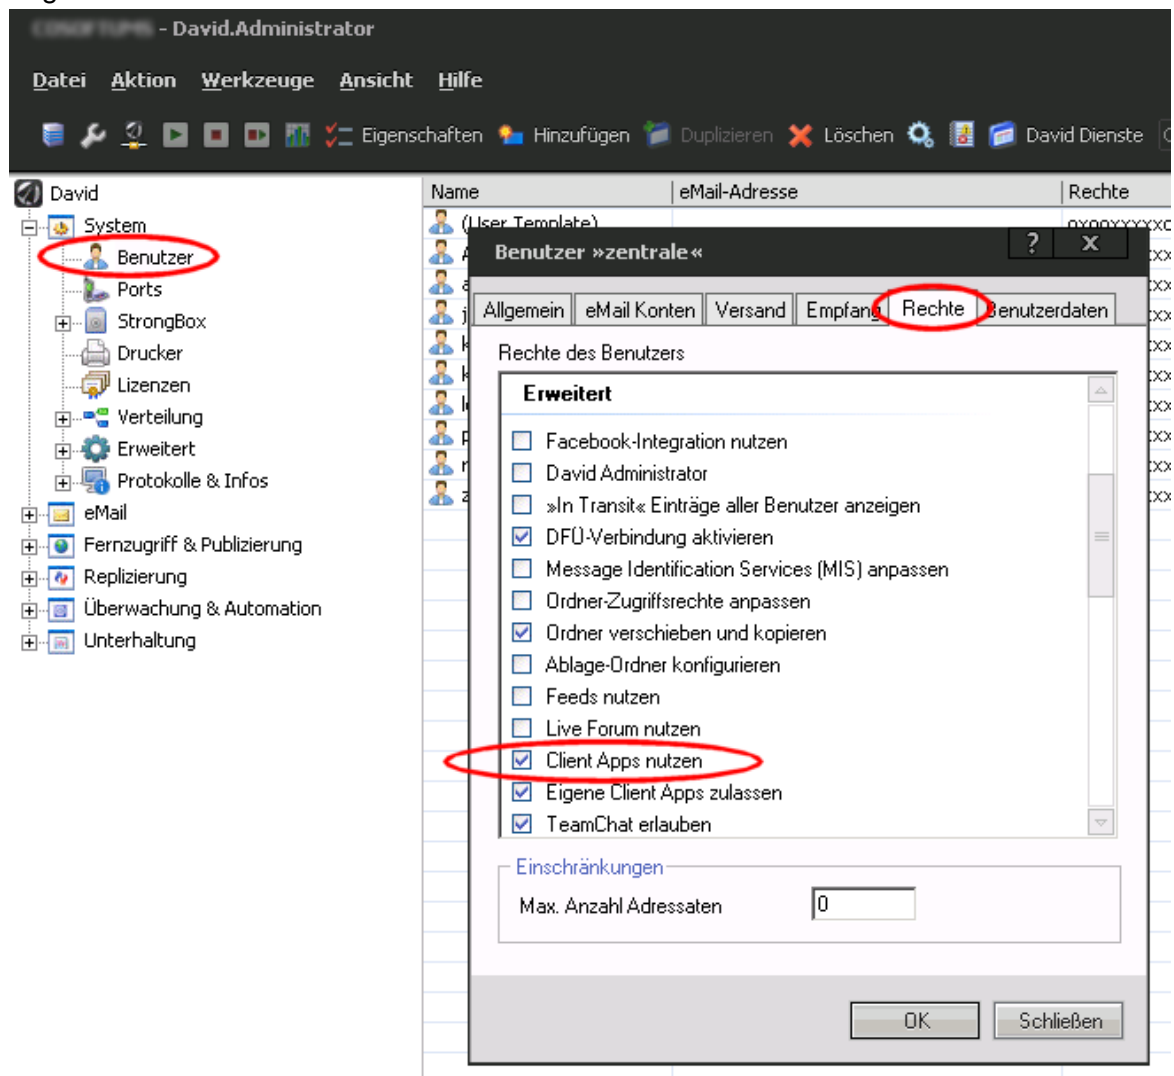 - David.Administrator
Datei Aktion Werkzeuge Ansicht Hilfe
Eigenschaften Hinzufügen Duplizieren Löschen David Dienste
David
System
Benutzer
Ports
StrongBox
Drucker
Lizenzen
Verteilung
Erweitert
Protokolle & Infos
eMail
Fernzugriff & Publizierung
Replizierung
Überwachung & Automation
Unterhaltung
Name eMail-Adresse Rechte
(User Template)
Benutzer »zentrale« ? X
Allgemein eMail Konten Versand Empfang Rechte Benutzerdaten
Rechte des Benutzers
Erweitert
Facebook-Integration nutzen
David Administrator
»In Transit« Einträge aller Benutzer anzeigen
DFÜ-Verbindung aktivieren
Message Identification Services (MIS) anpassen
Ordner-Zugriffsrechte anpassen
Ordner verschieben und kopieren
Ablage-Ordner konfigurieren
Feeds nutzen
Live Forum nutzen
Client Apps nutzen
Eigene Client Apps zulassen
TeamChat erlauben
Einschränkungen
Max. Anzahl Adressaten 0
OK Schließen